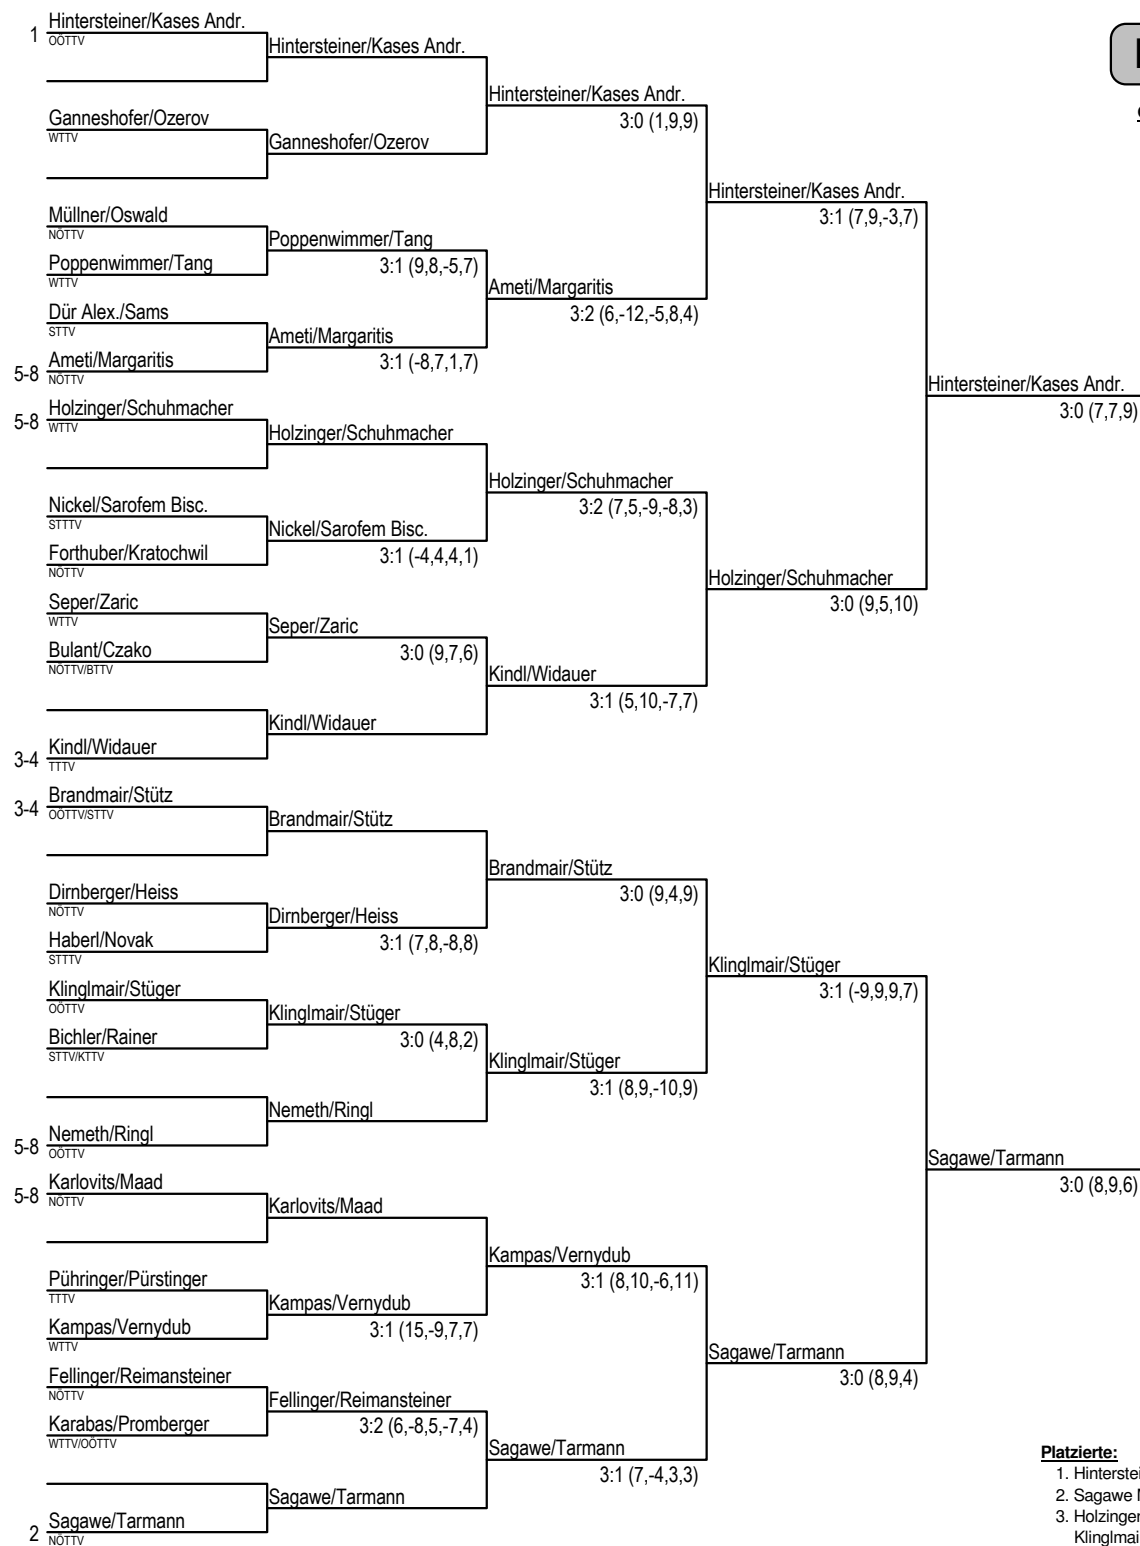 Hintersteiner/Kases Andr.
1
OÖTTV
Hintersteiner/Kases Andr.
Hintersteiner/Kases Andr.
3:0 (1,9,9)
Ganneshofer/Ozerov
WTTV
Ganneshofer/Ozerov
Hintersteiner/Kases Andr.
3:1 (7,9,-3,7)
Müllner/Oswald
NÖTTV
Poppenwimmer/Tang
3:1 (9,8,-5,7)
Poppenwimmer/Tang
WTTV
Ameti/Margaritis
3:2 (6,-12,-5,8,4)
Dür Alex./Sams
STTV
Ameti/Margaritis
3:1 (-8,7,1,7)
Ameti/Margaritis
5-8
NÖTTV
Hintersteiner/Kases Andr.
3:0 (7,7,9)
Holzinger/Schuhmacher
5-8
WTTV
Holzinger/Schuhmacher
Holzinger/Schuhmacher
3:2 (7,5,-9,-8,3)
Nickel/Sarofem Bisc.
STTTV
Nickel/Sarofem Bisc.
3:1 (-4,4,4,1)
Forthuber/Kratochwil
NÖTTV
Holzinger/Schuhmacher
3:0 (9,5,10)
Seper/Zaric
WTTV
Seper/Zaric
3:0 (9,7,6)
Bulant/Czako
NÖTTV/BTTV
Kindl/Widauer
3:1 (5,10,-7,7)
Kindl/Widauer
Kindl/Widauer
3-4
TTTV
Brandmair/Stütz
3-4
OÖTTV/STTV
Brandmair/Stütz
Brandmair/Stütz
3:0 (9,4,9)
Dirnberger/Heiss
NÖTTV
Dirnberger/Heiss
3:1 (7,8,-8,8)
Haberl/Novak
STTTV
Klinglmair/Stüger
3:1 (-9,9,9,7)
Klinglmair/Stüger
OÖTTV
Klinglmair/Stüger
3:0 (4,8,2)
Bichler/Rainer
STTV/KTTV
Klinglmair/Stüger
3:1 (8,9,-10,9)
Nemeth/Ringl
Nemeth/Ringl
5-8
OÖTTV
Sagawe/Tarmann
3:0 (8,9,6)
Karlovits/Maad
5-8
NÖTTV
Karlovits/Maad
Kampas/Vernydub
3:1 (8,10,-6,11)
Pühringer/Pürstinger
TTTV
Kampas/Vernydub
3:1 (15,-9,7,7)
Kampas/Vernydub
WTTV
Sagawe/Tarmann
3:0 (8,9,4)
Fellinger/Reimansteiner
NÖTTV
Fellinger/Reimansteiner
3:2 (6,-8,5,-7,4)
Karabas/Promberger
WTTV/OÖTTV
Sagawe/Tarmann
3:1 (7,-4,3,3)
Sagawe/Tarmann
Sagawe/Tarmann
2
NÖTTV
Platzierte:
1. Hinterstei
2. Sagawe
3. Holzinger
Klinglmai